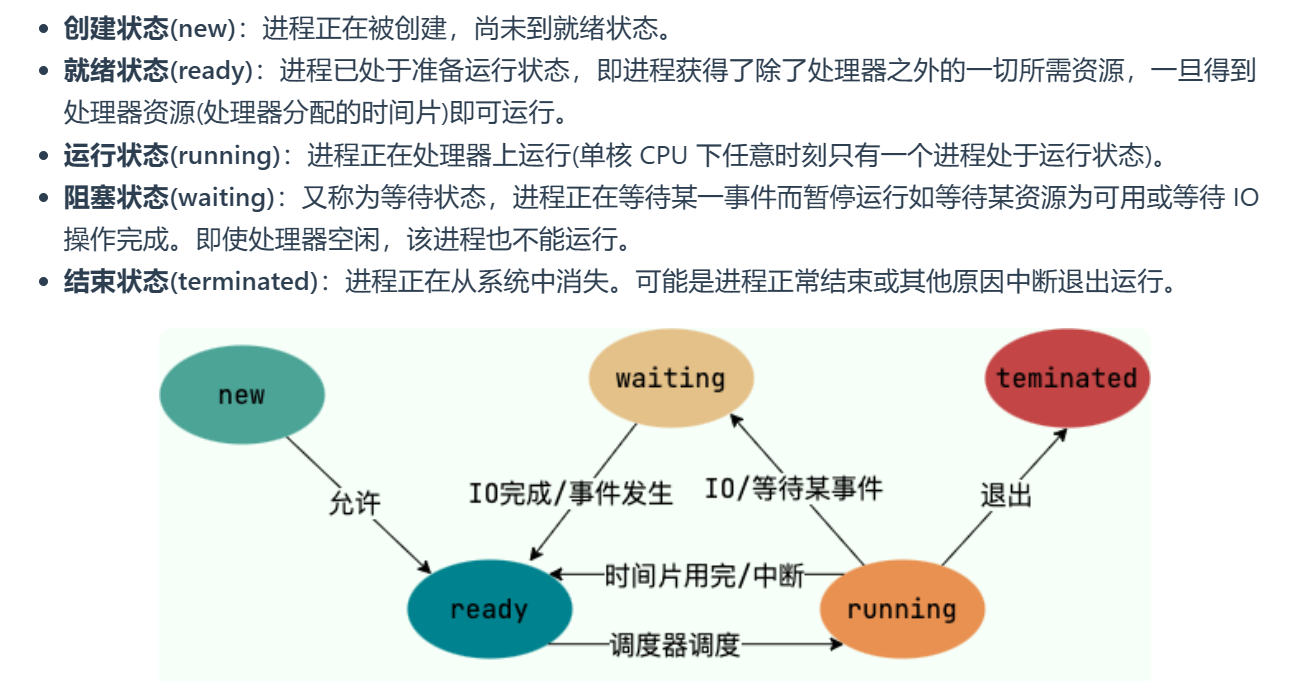 创建状态(new)：进程正在被创建，尚未到就绪状态。
就绪状态(ready)：进程已处于准备运行状态，即进程获得了除了处理器之外的一切所需资源，一旦得到
处理器资源(处理器分配的时间片)即可运行。
运行状态(running)：进程正在处理器上运行(单核 CPU 下任意时刻只有一个进程处于运行状态)。
阻塞状态(waiting)：又称为等待状态，进程正在等待某一事件而暂停运行如等待某资源为可用或等待 IO
操作完成。即使处理器空闲，该进程也不能运行。
结束状态(terminated)：进程正在从系统中消失。可能是进程正常结束或其他原因中断退出运行。
new
waiting
teminated
允许
IO完成/事件发生
IO/等待某事件
退出
时间片用完/中断
ready
running
调度器调度